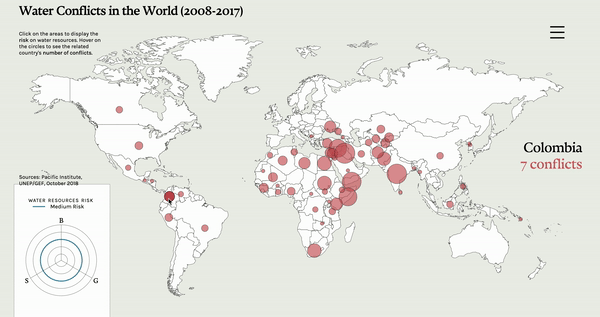 Water Conflicts in the World (2008-2017)
Click on the areas to display the
risk on water resources. Hover on
the circles to see the related
country's number of conflicts.
Colombia
7 conflicts
Sources: Pacific Institute,
UNEP/GEF, October 2018
WATER RESOURCES RISK
Medium Risk
B
S
G